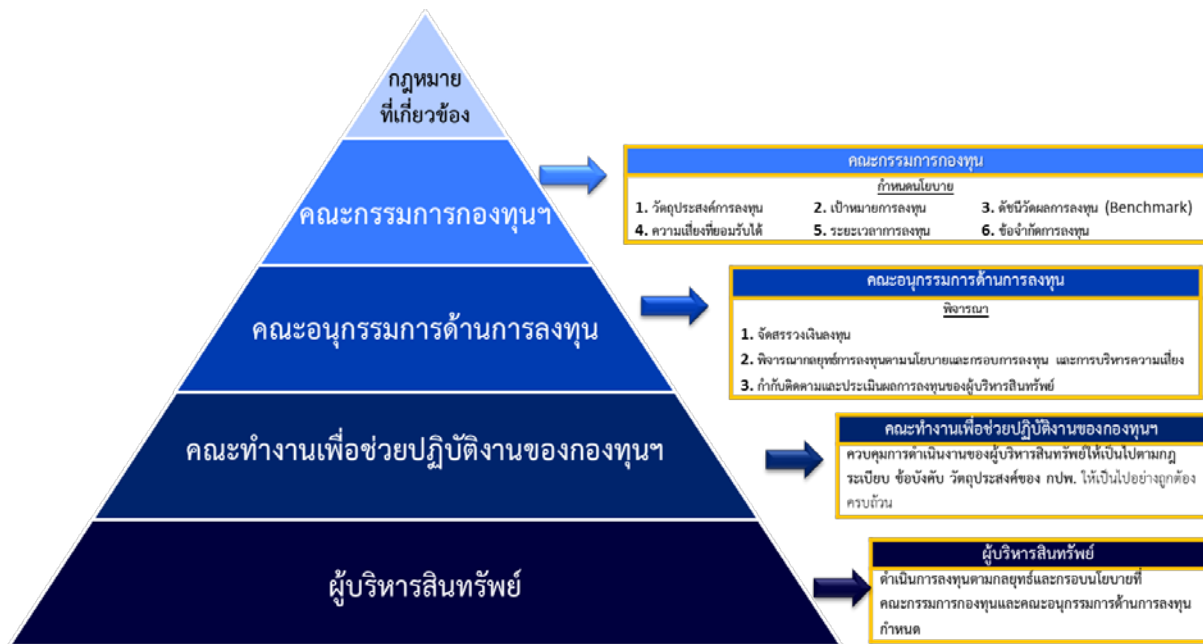 กฎหมาย
ที่เกี่ยวข้อง
คณะกรรมการกองทุนฯ
คณะอนุกรรมการด้านการลงทุน
คณะทำงานเพื่อช่วยปฏิบัติงานของกองทุนฯ
ผู้บริหารสินทรัพย์
คณะกรรมการกองทุน
กำหนดนโยบาย
1. วัตถุประสงค์การลงทุน 2. เป้าหมายการลงทุน 3. ดัชนีวัดผลการลงทุน (Benchmark)
4. ความเสี่ยงที่ยอมรับได้ 5. ระยะเวลาการลงทุน 6. ข้อจำกัดการลงทุน
คณะอนุกรรมการด้านการลงทุน
พิจารณา
1. จัดสรรวงเงินลงทุน
2. พิจารณากลยุทธ์การลงทุนตามนโยบายและกรอบการลงทุน และการบริหารความเสี่ยง
3. กำกับติดตามและประเมินผลการลงทุนของผู้บริหารสินทรัพย์
คณะทำงานเพื่อช่วยปฏิบัติงานของกองทุนฯ
ควบคุมการดำเนินงานของผู้บริหารสินทรัพย์ให้เป็นไปตามกฎ
ระเบียบ ข้อบังคับ วัตถุประสงค์ของ กปพ. ให้เป็นไปอย่างถูกต้อง
ครบถ้วน
ผู้บริหารสินทรัพย์
ดำเนินการลงทุนตามกลยุทธ์และกรอบนโยบายที่
คณะกรรมการกองทุนและคณะอนุกรรมการด้านการลงทุน
กำหนด